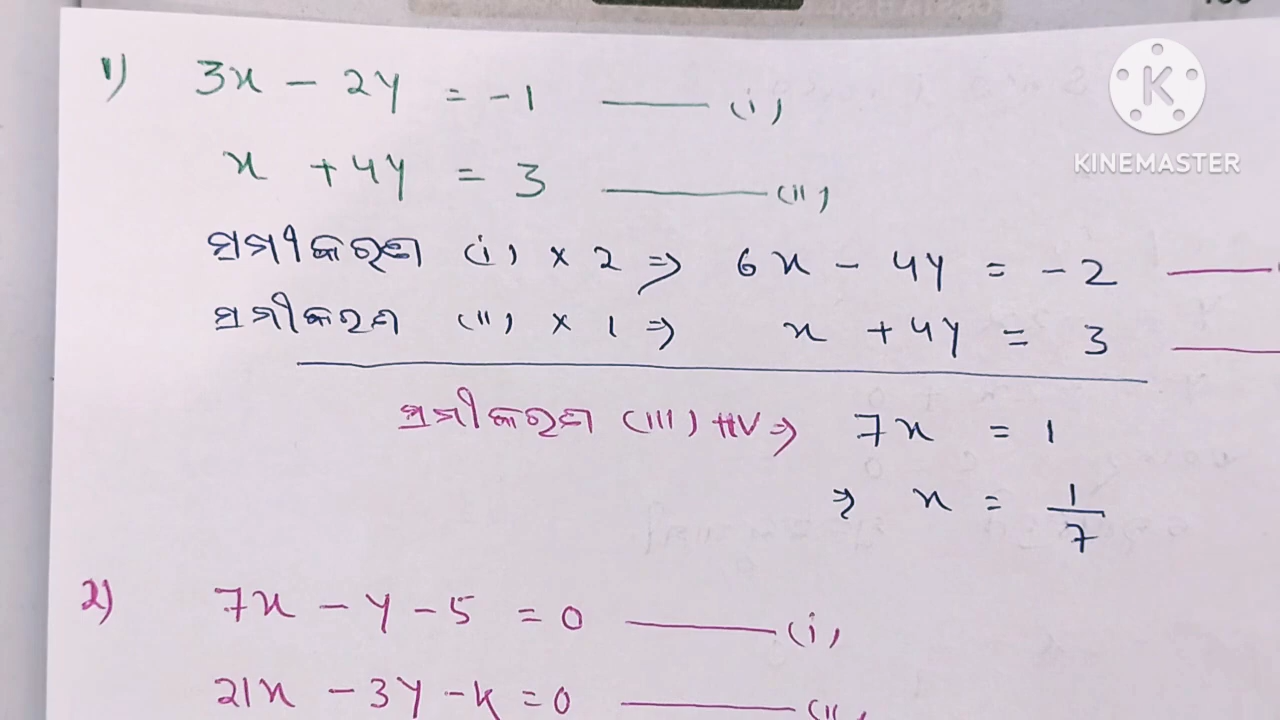 1) 3x - 2y = -1 —— (i)
x + 4y = 3 —— (ii)
ସମୀକରଣ (i) × 2 ⇒ 6x - 4y = -2 ——
ସମୀକରଣ (ii) × 1 ⇒ x + 4y = 3 ——
ସମୀକରଣ (iii) + IV ⇒ 7x = 1
⇒ x = 1/7
2) 7x - y - 5 = 0 —— (i)
21x - 3y - k = 0 —— (ii)
K
KINEMASTER